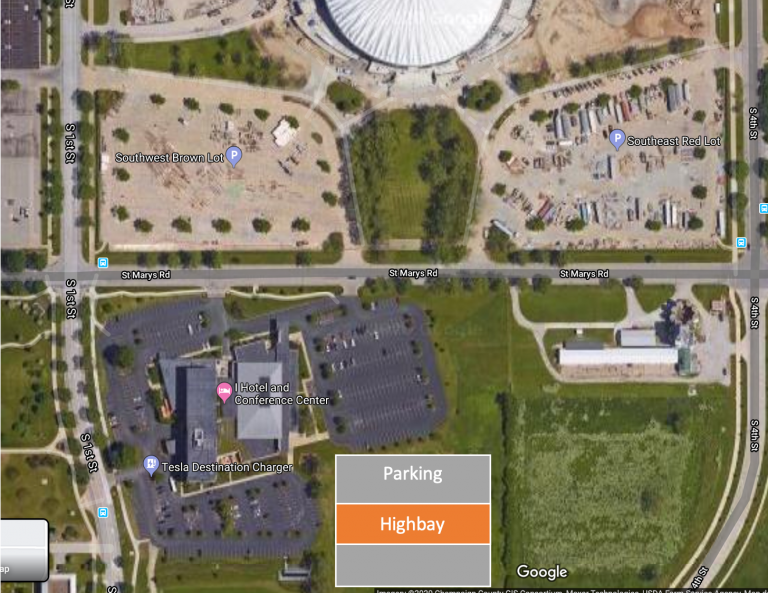 S 1st St
S 4th St
Southwest Brown Lot
P
P
Southeast Red Lot
St Marys Rd
St Marys Rd
St Marys Rd
S 1st St
S 4th St
I Hotel and
Conference Center
S 1st St
S 4th St
Tesla Destination Charger
Parking
Highbay
ap
Google
4th St
Imagery ©2020 Champaign County GIS Consortium, Maxar Technologies, USDA Farm Service Agency, Map d